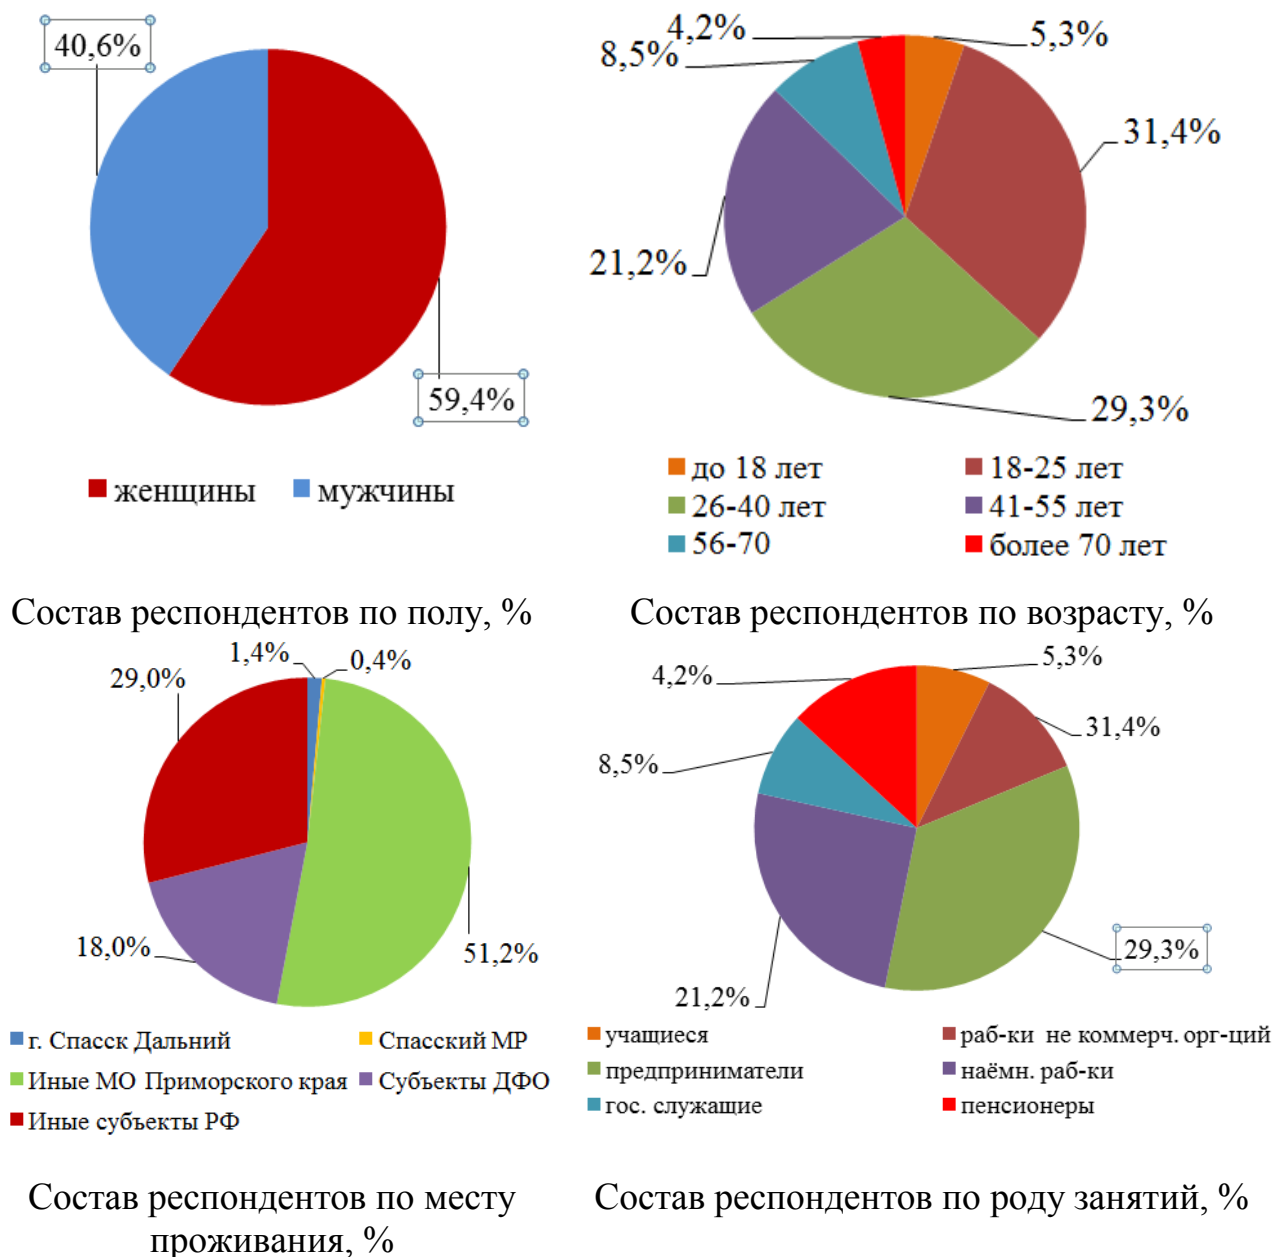 40,6%
59,4%
женщины мужчины
Состав респондентов по полу, %
4,2%
5,3%
8,5%
31,4%
21,2%
29,3%
до 18 лет 18-25 лет
26-40 лет 41-55 лет
56-70 более 70 лет
Состав респондентов по возрасту, %
1,4% 0,4%
29,0%
18,0%
51,2%
г. Спасск Дальний Спасский МР
Иные МО Приморского края Субъекты ДФО
Иные субъекты РФ
Состав респондентов по месту
проживания, %
5,3%
4,2%
31,4%
8,5%
29,3%
21,2%
учащиеся раб-ки не коммерч. орг-ций
предприниматели наёмн. раб-ки
гос. служащие пенсионеры
Состав респондентов по роду занятий, %